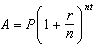 A = P(1 + r/n)^{nt}